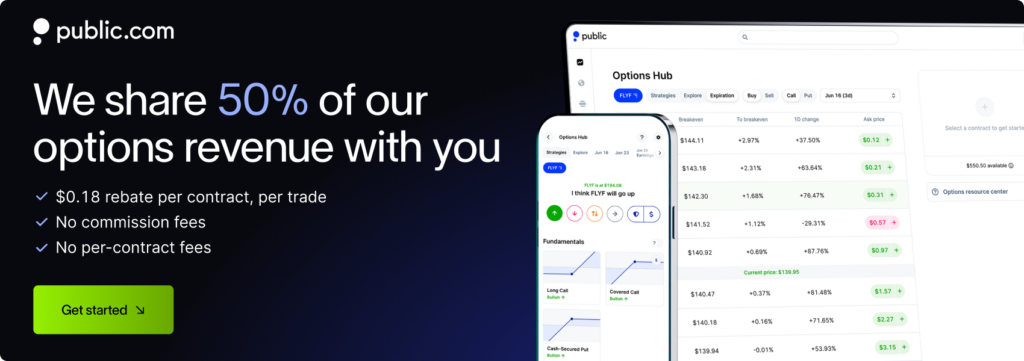 public.com
We share 50% of our
options revenue with you
$0.18 rebate per contract, per trade
No commission fees
No per-contract fees
Get started
public
Options Hub
FLYF
Strategies Explore Expiration Buy Sell Call Put Jun 16 (3d)
Breakeven To breakeven 1D change Ask price
$144.11 +2.97% +37.50% $0.12 +
$143.18 +2.31% +63.64% $0.21 +
$142.30 +1.68% +76.47% $0.31 +
$141.52 +1.12% -29.31% $0.57 +
$140.92 +0.69% +87.76% $0.97 +
Current price: $139.95
$140.47 +0.37% +81.48% $1.57 +
$140.18 +0.16% +71.65% $2.27 +
$139.94 -0.01% +53.93% $3.15 +
Select a contract to get started
$550.50 available
Options resource center
Options Hub
Strategies Explore Jun 16 Jun 23
FLYF
I think FLYF will go up
Fundamentals
Long Call
Bullish
Covered Call
Bullish
Cash-Secured Put